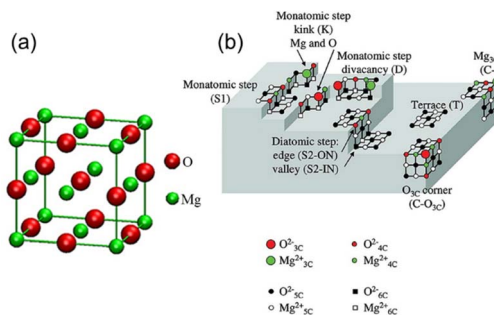 (a)
O
Mg
(b)
Monatomic step
kink (K)
Mg and O
Monatomic step
(S1)
Monatomic step
divacancy (D)
Mg3C
(C-
Terrace (T)
Diatomic step:
edge (S2-ON)
valley (S2-IN)
O3C corner
(C-O3C)
O2-3C
Mg2+3C
O2-4C
Mg2+4C
O2-5C
Mg2+5C
O2-6C
Mg2+6C